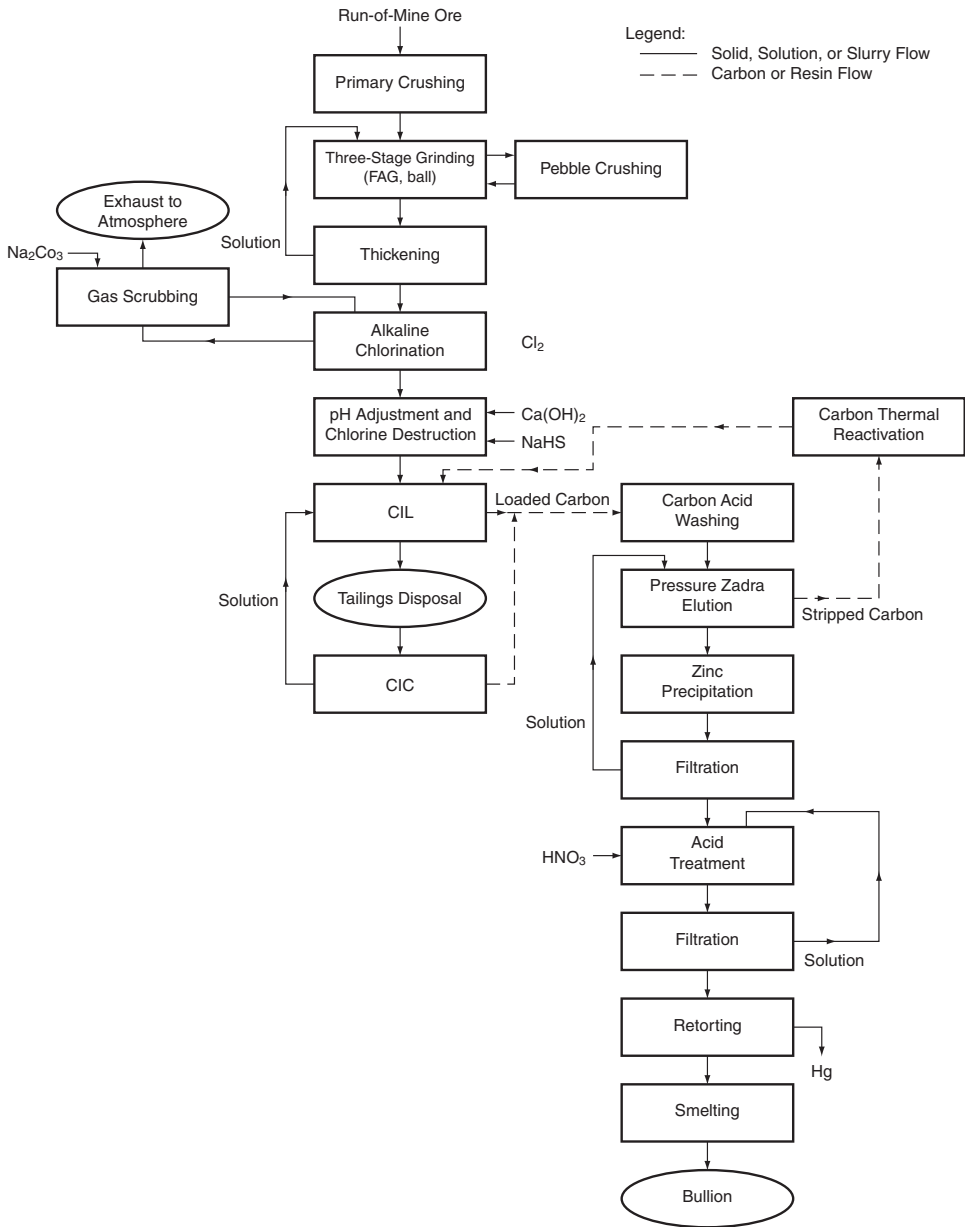 Run-of-Mine Ore
Legend:
Solid, Solution, or Slurry Flow
Carbon or Resin Flow
Primary Crushing
Three-Stage Grinding
(FAG, ball)
Pebble Crushing
Exhaust to
Atmosphere
Solution
Thickening
Na₂Co₃
Gas Scrubbing
Alkaline
Chlorination
Cl₂
pH Adjustment and
Chlorine Destruction
Ca(OH)₂
NaHS
Carbon Thermal
Reactivation
CIL
Loaded Carbon
Carbon Acid
Washing
Solution
Tailings Disposal
Pressure Zadra
Elution
Stripped Carbon
CIC
Zinc
Precipitation
Solution
Filtration
HNO₃
Acid
Treatment
Filtration
Solution
Retorting
Hg
Smelting
Bullion